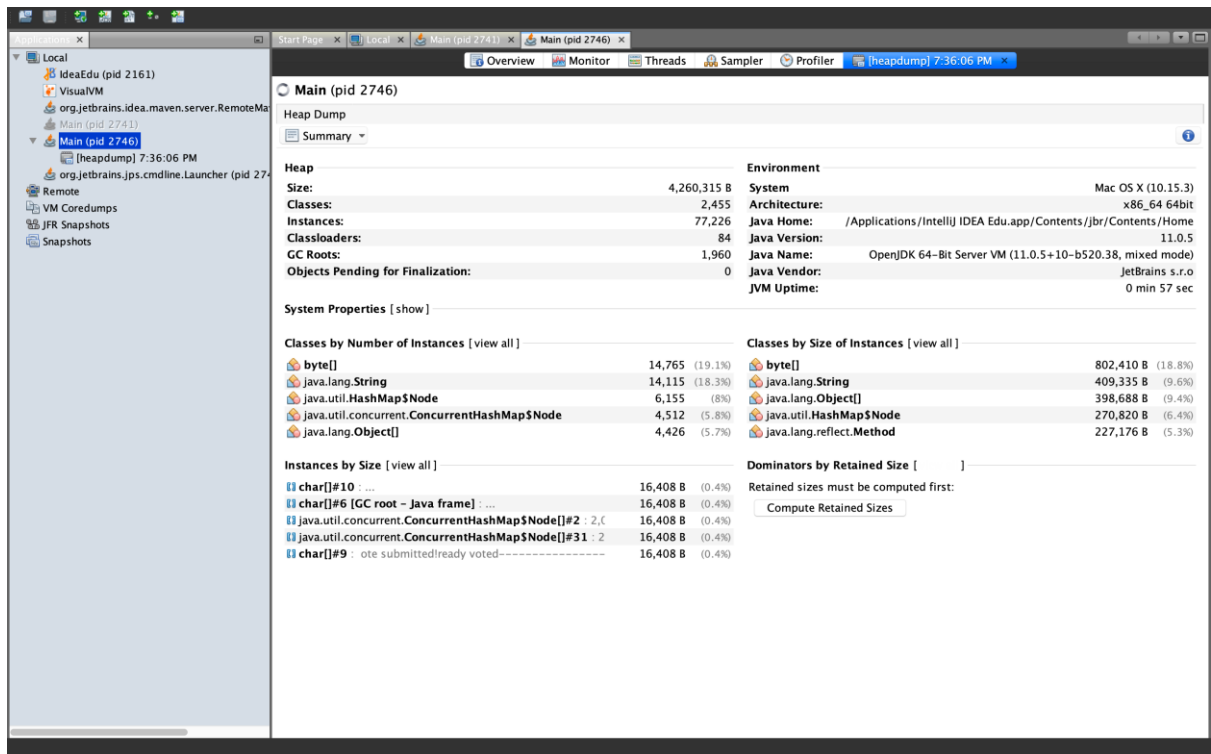 Applications ×
Start Page × Local × Main (pid 2741) × Main (pid 2746) ×
Local
IdeaEdu (pid 2161)
VisualVM
org.jetbrains.idea.maven.server.RemoteMa
Main (pid 2741)
Main (pid 2746)
[heapdump] 7:36:06 PM
org.jetbrains.jps.cmdline.Launcher (pid 274
Remote
VM Coredumps
JFR Snapshots
Snapshots
Overview Monitor Threads Sampler Profiler [heapdump] 7:36:06 PM ×
Main (pid 2746)
Heap Dump
Summary
Heap
Size: 4,260,315 B
Classes: 2,455
Instances: 77,226
Classloaders: 84
GC Roots: 1,960
Objects Pending for Finalization: 0
Environment
System Mac OS X (10.15.3)
Architecture: x86_64 64bit
Java Home: /Applications/IntelliJ IDEA Edu.app/Contents/jbr/Contents/Home
Java Version: 11.0.5
Java Name: OpenJDK 64-Bit Server VM (11.0.5+10-b520.38, mixed mode)
Java Vendor: JetBrains s.r.o
JVM Uptime: 0 min 57 sec
System Properties [ show ]
Classes by Number of Instances [ view all ]
byte[] 14,765 (19.1%)
java.lang.String 14,115 (18.3%)
java.util.HashMap$Node 6,155 (8%)
java.util.concurrent.ConcurrentHashMap$Node 4,512 (5.8%)
java.lang.Object[] 4,426 (5.7%)
Classes by Size of Instances [ view all ]
byte[] 802,410 B (18.8%)
java.lang.String 409,335 B (9.6%)
java.lang.Object[] 398,688 B (9.4%)
java.util.HashMap$Node 270,820 B (6.4%)
java.lang.reflect.Method 227,176 B (5.3%)
Instances by Size [ view all ]
char[]#10 : ... 16,408 B (0.4%)
char[]#6 [GC root - Java frame] : ... 16,408 B (0.4%)
java.util.concurrent.ConcurrentHashMap$Node[]#2 : 2,0 16,408 B (0.4%)
java.util.concurrent.ConcurrentHashMap$Node[]#31 : 2 16,408 B (0.4%)
char[]#9 : ote submitted!ready voted---------------- 16,408 B (0.4%)
Dominators by Retained Size [ ]
Retained sizes must be computed first:
Compute Retained Sizes